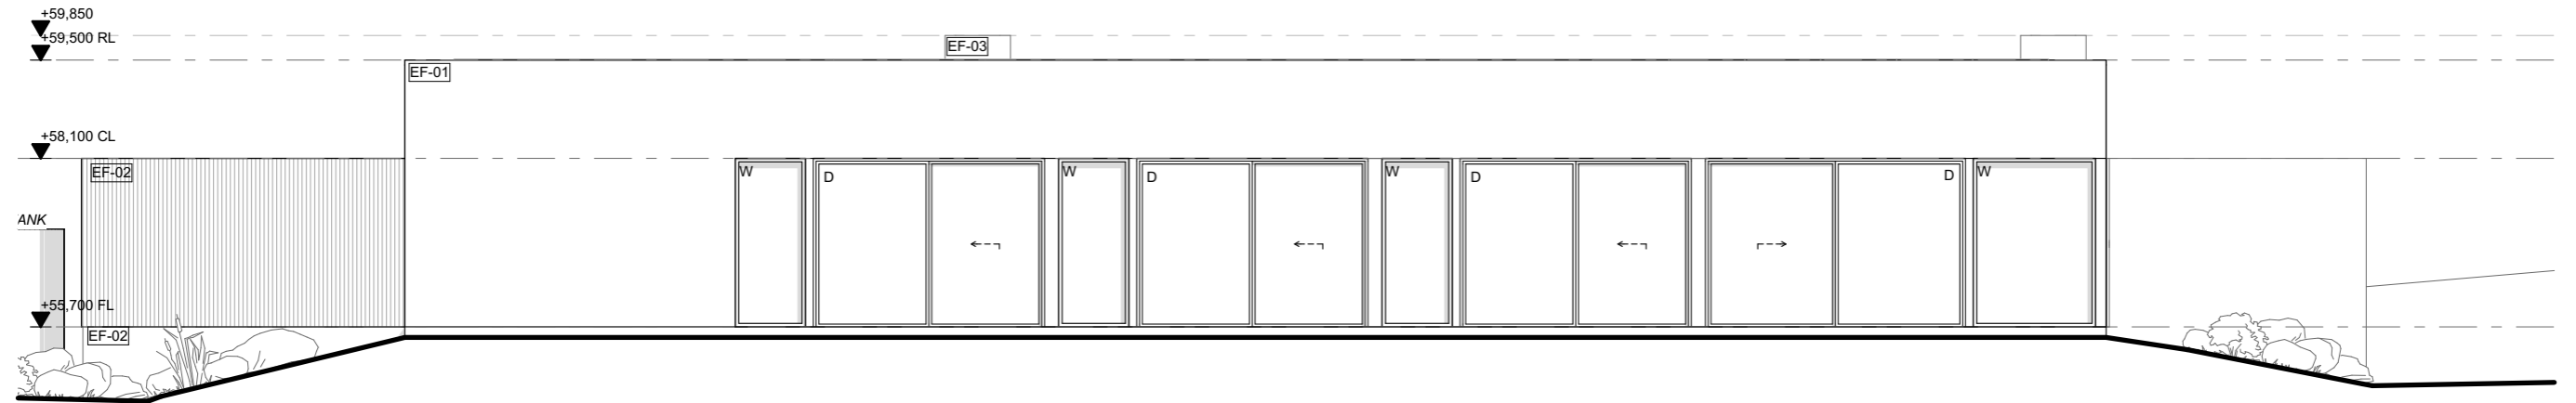 +59,850
+59,500 RL
EF-03
EF-01
+58,100 CL
EF-02
W
D
W
D
W
D
D
W
ANK
+55,700 FL
EF-02